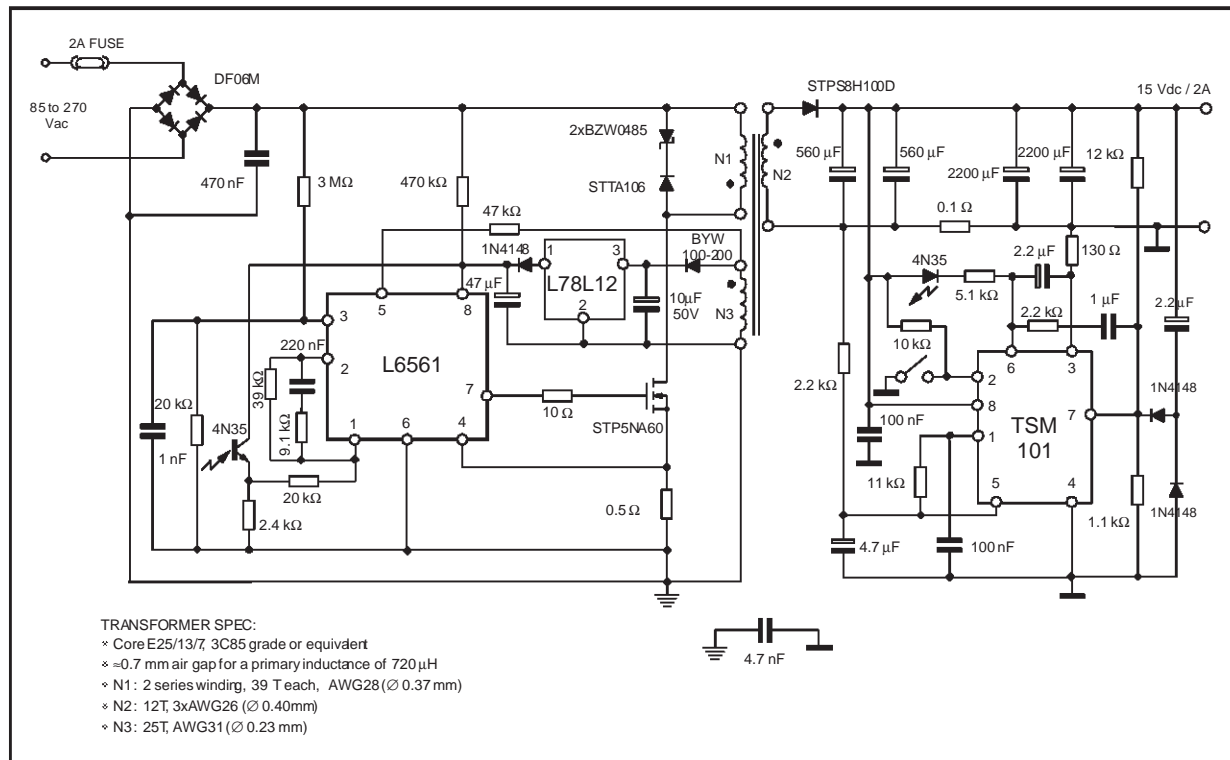 2A FUSE
DF06M
85 to 270
Vac
470 nF
3 MΩ
470 kΩ
2xBZW0485
STTA106
N1
N2
STPS8H100D
15 Vdc / 2A
560 µF
560 µF
2200 µF
2200 µF
12 kΩ
0.1 Ω
130 Ω
47 kΩ
1N4148
1
3
L78L12
2
BYW
100-200
47 µF
10µF
50V
N3
4N35
5.1 kΩ
2.2 µF
2.2 kΩ
1 µF
2.2 µF
10 kΩ
3
5
8
2
L6561
7
1
6
4
220 nF
39 kΩ
9.1 kΩ
20 kΩ
1 nF
4N35
20 kΩ
2.4 kΩ
10 Ω
STP5NA60
0.5 Ω
2.2 kΩ
100 nF
11 kΩ
4.7 µF
100 nF
6
3
2
8
1
5
4
7
TSM
101
1N4148
1.1 kΩ
1N4148
TRANSFORMER SPEC:
* Core E25/13/7, 3C85 grade or equivalent
* ≈0.7 mm air gap for a primary inductance of 720 µH
* N1: 2 series winding, 39 T each, AWG28 (∅ 0.37 mm)
* N2: 12T, 3xAWG26 (∅ 0.40mm)
* N3: 25T, AWG31 (∅ 0.23 mm)
4.7 nF